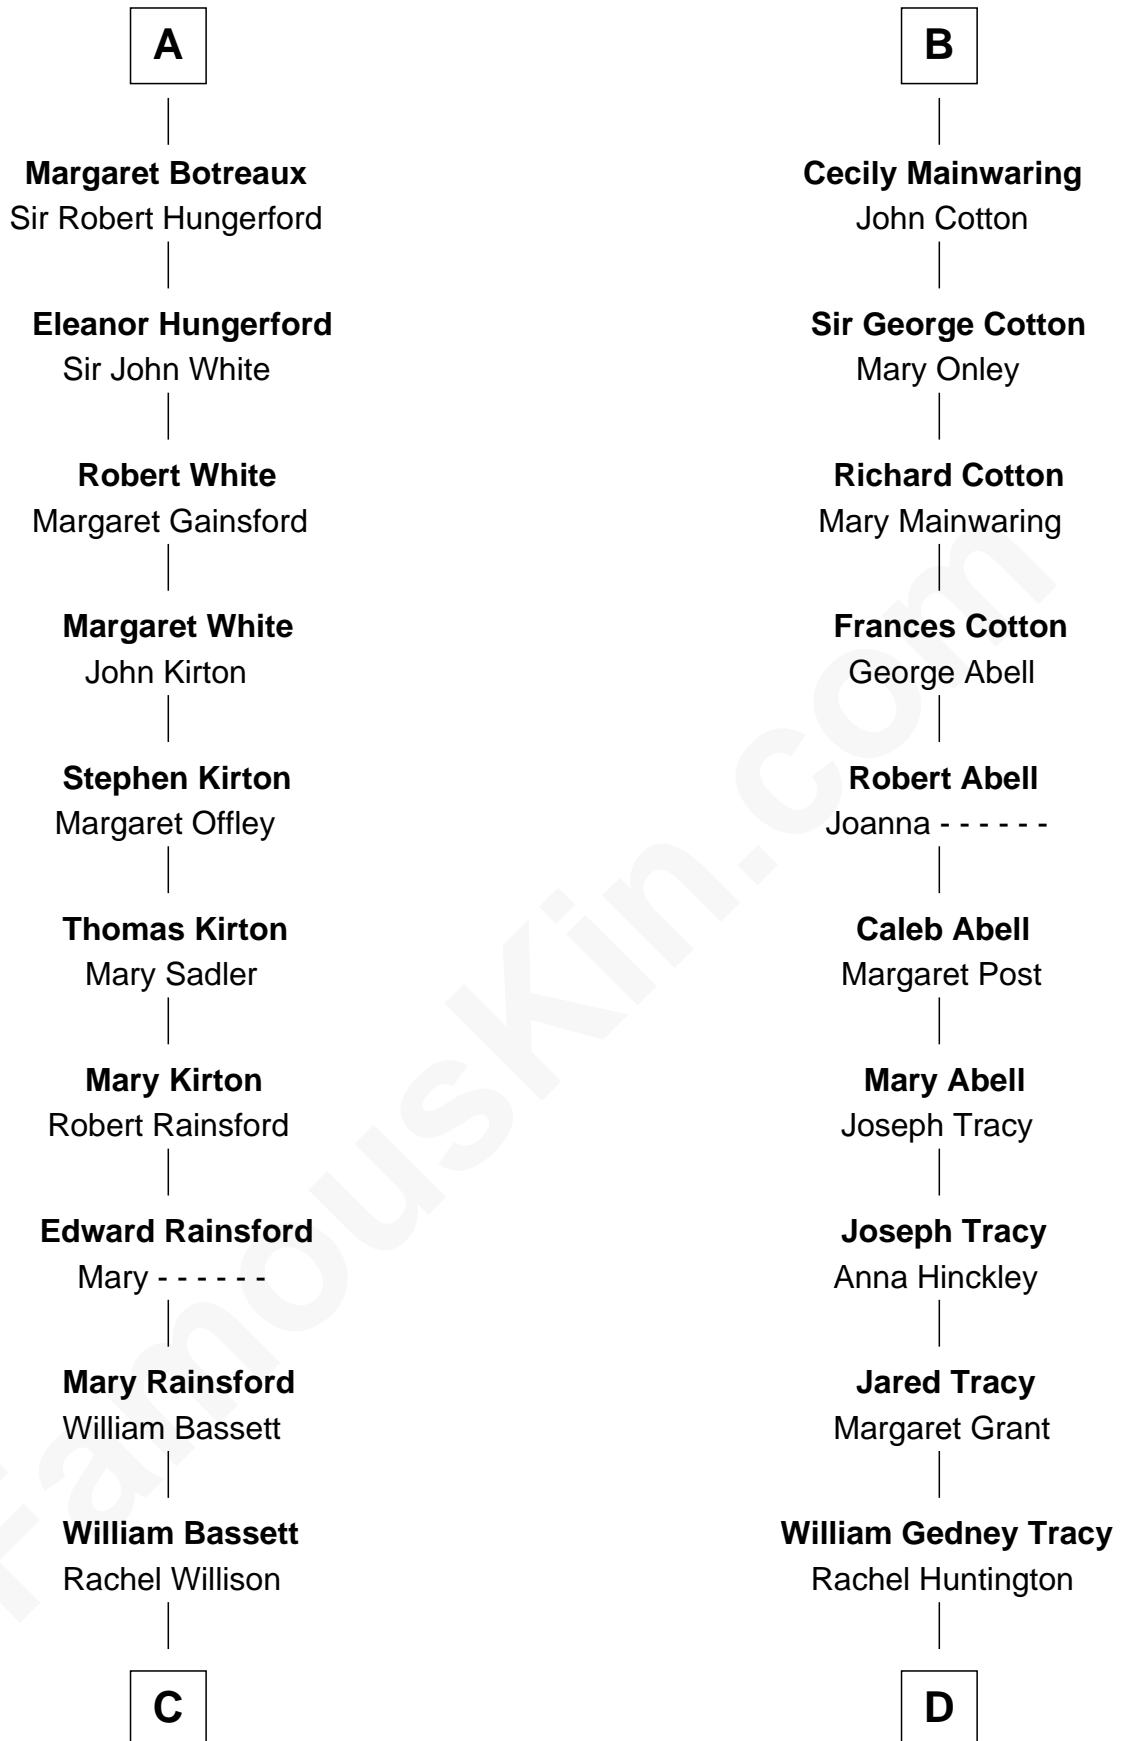 A
Margaret Botreaux
Sir Robert Hungerford
Eleanor Hungerford
Sir John White
Robert White
Margaret Gainsford
Margaret White
John Kirton
Stephen Kirton
Margaret Offley
Thomas Kirton
Mary Sadler
Mary Kirton
Robert Rainsford
Edward Rainsford
Mary - - - - - -
Mary Rainsford
William Bassett
William Bassett
Rachel Willison
C
B
Cecily Mainwaring
John Cotton
Sir George Cotton
Mary Onley
Richard Cotton
Mary Mainwaring
Frances Cotton
George Abell
Robert Abell
Joanna - - - - - -
Caleb Abell
Margaret Post
Mary Abell
Joseph Tracy
Joseph Tracy
Anna Hinckley
Jared Tracy
Margaret Grant
William Gedney Tracy
Rachel Huntington
D
FamousKin.com